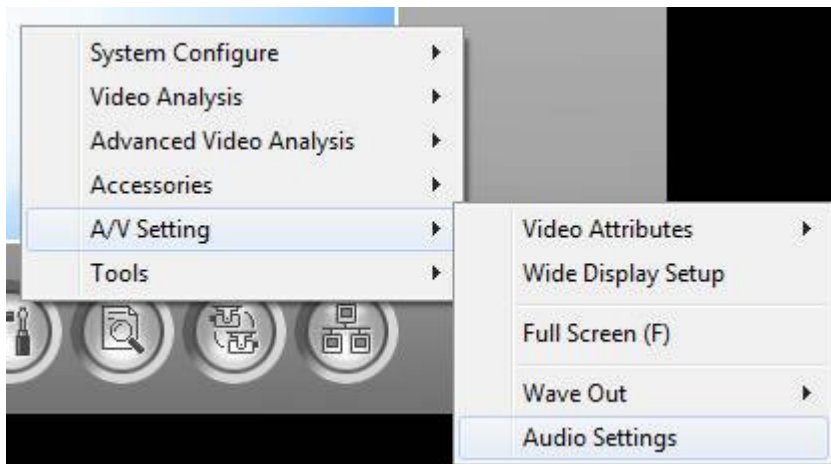 System Configure
Video Analysis
Advanced Video Analysis
Accessories
A/V Setting
Tools
Video Attributes
Wide Display Setup
Full Screen (F)
Wave Out
Audio Settings